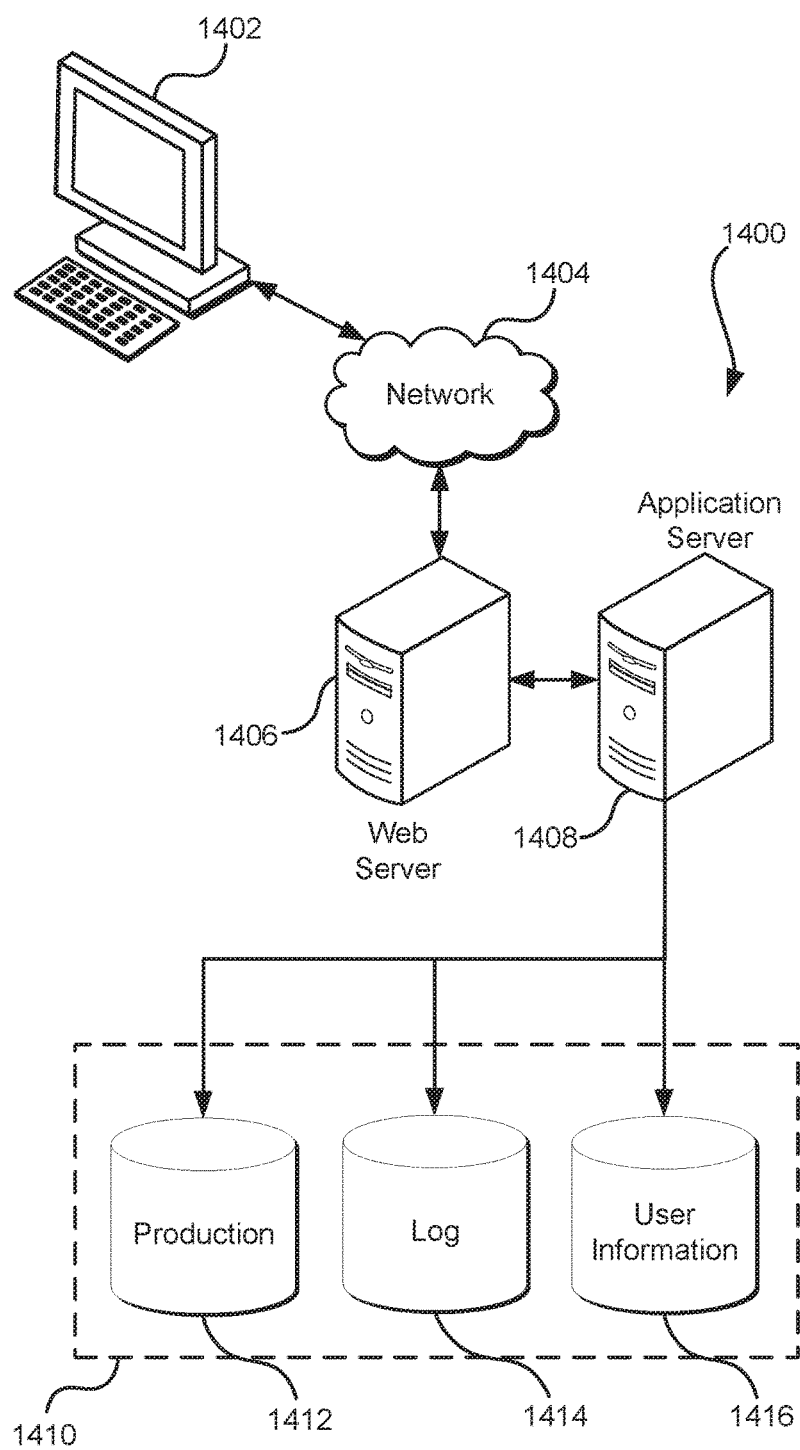 1402
1400
1404
Network
Application
Server
1406
Web
Server
1408
Production
Log
User
Information
1410
1412
1414
1416